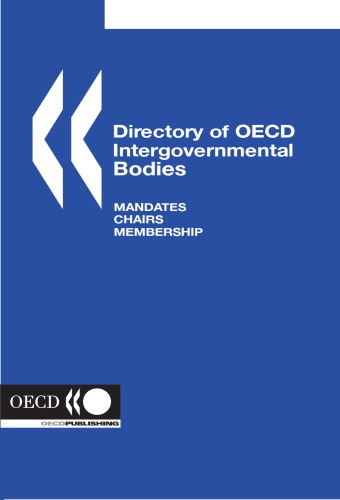 Directory of OECD
Intergovernmental
Bodies
MANDATES
CHAIRS
MEMBERSHIP
OECD
OECDPUBLISHING